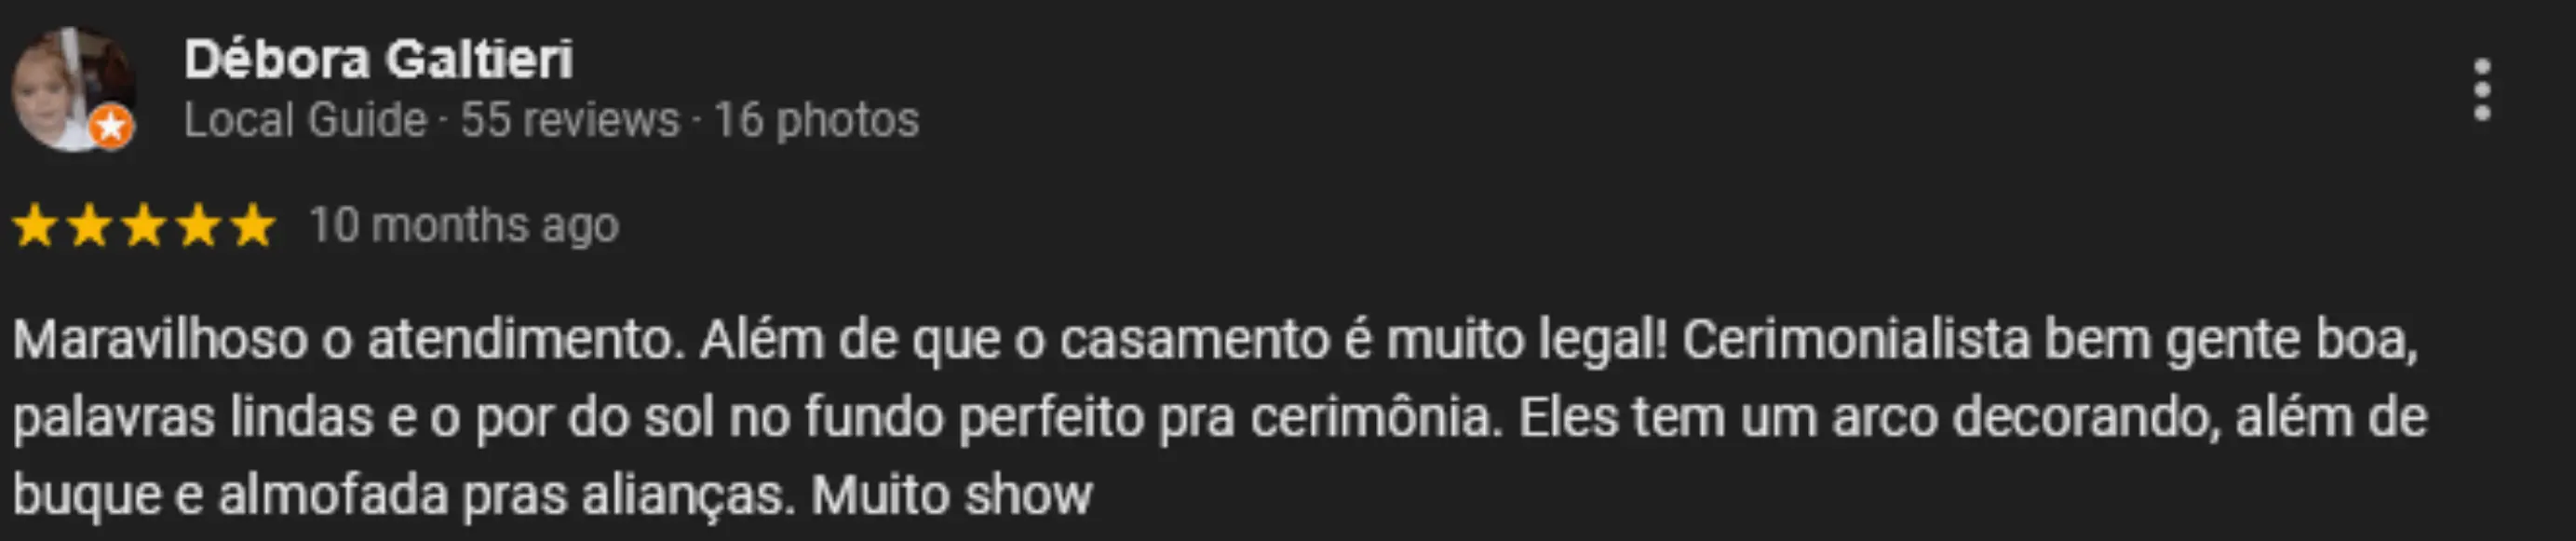 Débora Galtieri
Local Guide · 55 reviews · 16 photos
10 months ago
Maravilhoso o atendimento. Além de que o casamento é muito legal! Cerimonialista bem gente boa,
palavras lindas e o por do sol no fundo perfeito pra cerimônia. Eles tem um arco decorando, além de
buque e almofada pras alianças. Muito show